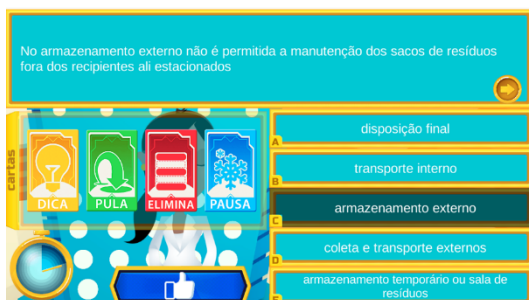 No armazenamento externo não é permitida a manutenção dos sacos de resíduos
fora dos recipientes ali estacionados
cartas
DICA
PULA
ELIMINA
PAUSA
A
disposição final
B
transporte interno
C
armazenamento externo
D
coleta e transporte externos
E
armazenamento temporário ou sala de
resíduos